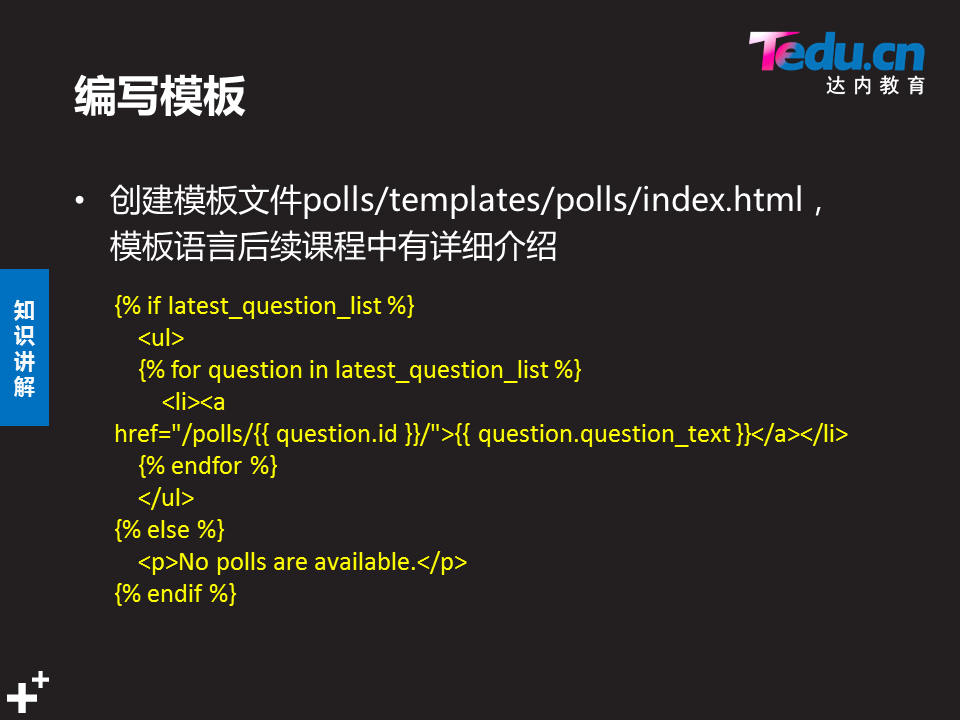 Tedu.cn
达内教育
编写模板
• 创建模板文件polls/templates/polls/index.html，
模板语言后续课程中有详细介绍
知识讲解
{% if latest_question_list %}
    <ul>
    {% for question in latest_question_list %}
        <li><a
href="/polls/{{ question.id }}/">{{ question.question_text }}</a></li>
    {% endfor %}
    </ul>
{% else %}
    <p>No polls are available.</p>
{% endif %}